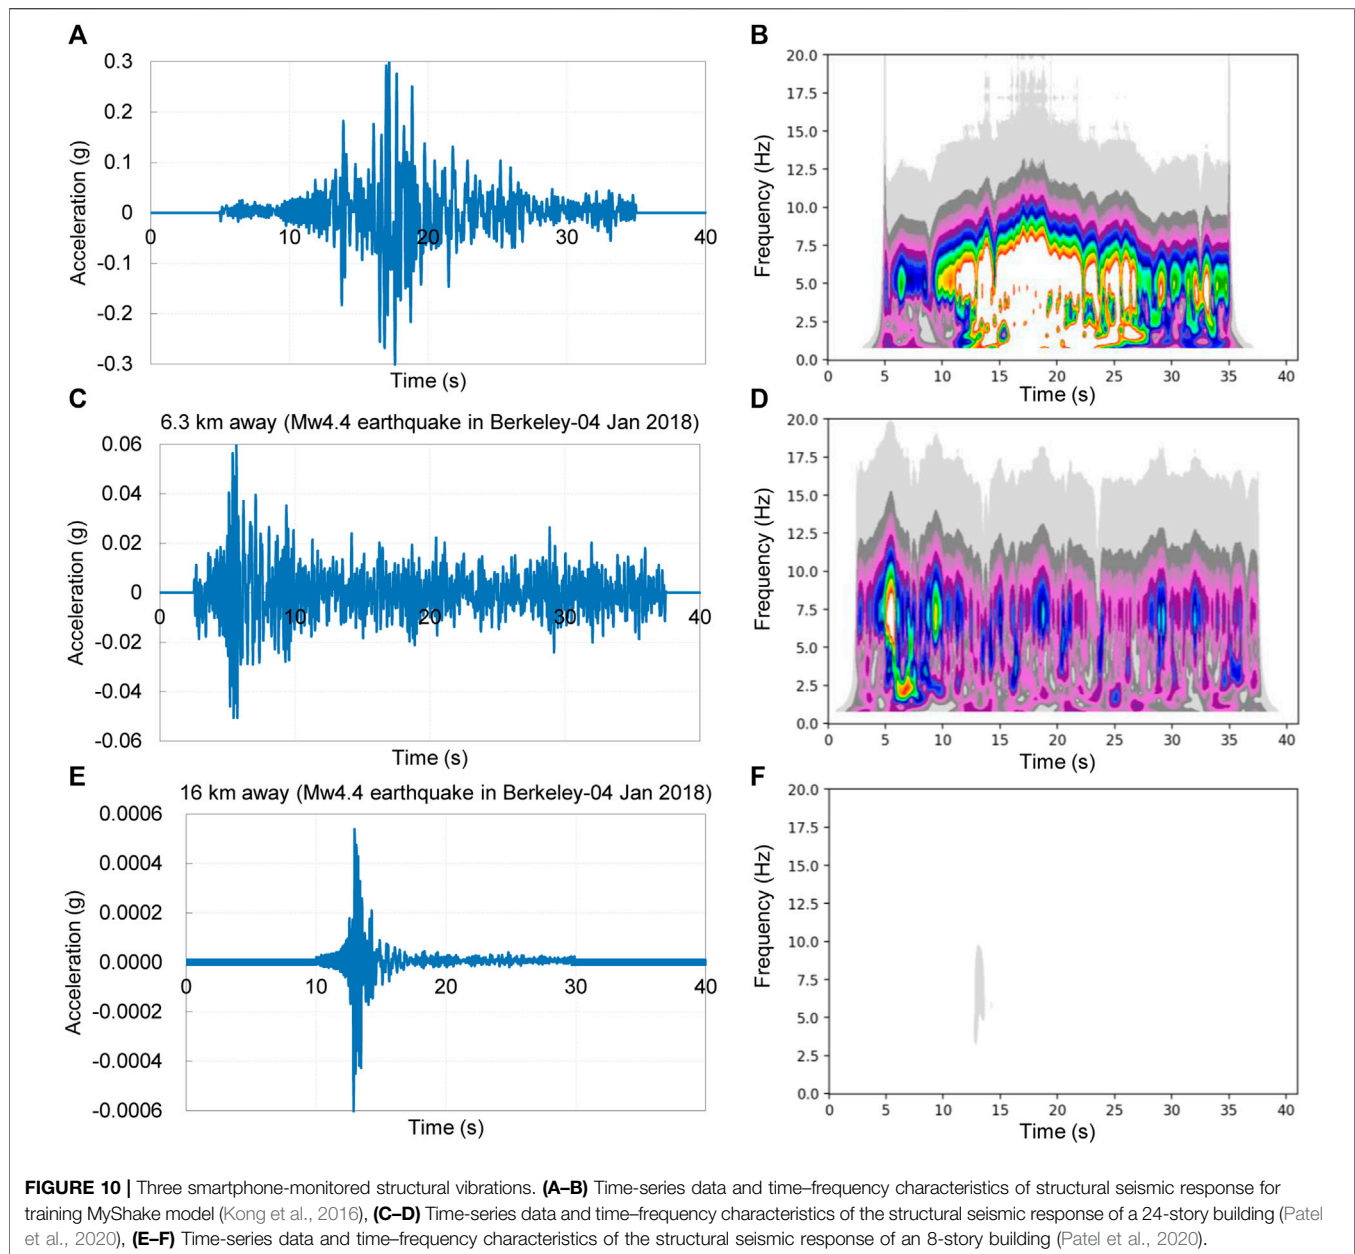 A
0.3
0.2
0.1
0
-0.1
-0.2
-0.3
0 10 20 30 40
Acceleration (g)
Time (s)
B
20.0
17.5
15.0
12.5
10.0
7.5
5.0
2.5
0.0
0 5 10 15 20 25 30 35 40
Frequency (Hz)
Time (s)
C
6.3 km away (Mw4.4 earthquake in Berkeley-04 Jan 2018)
0.06
0.04
0.02
0
-0.02
-0.04
-0.06
0 10 20 30 40
Acceleration (g)
Time (s)
D
20.0
17.5
15.0
12.5
10.0
7.5
5.0
2.5
0.0
0 5 10 15 20 25 30 35 40
Frequency (Hz)
Time (s)
E
16 km away (Mw4.4 earthquake in Berkeley-04 Jan 2018)
0.0006
0.0004
0.0002
0.0000
-0.0002
-0.0004
-0.0006
0 10 20 30 40
Acceleration (g)
Time (s)
F
20.0
17.5
15.0
12.5
10.0
7.5
5.0
2.5
0.0
0 5 10 15 20 25 30 35 40
Frequency (Hz)
Time (s)
FIGURE 10 | Three smartphone-monitored structural vibrations. (A–B) Time-series data and time–frequency characteristics of structural seismic response for
training MyShake model (Kong et al., 2016), (C–D) Time-series data and time–frequency characteristics of the structural seismic response of a 24-story building (Patel
et al., 2020), (E–F) Time-series data and time–frequency characteristics of the structural seismic response of an 8-story building (Patel et al., 2020).